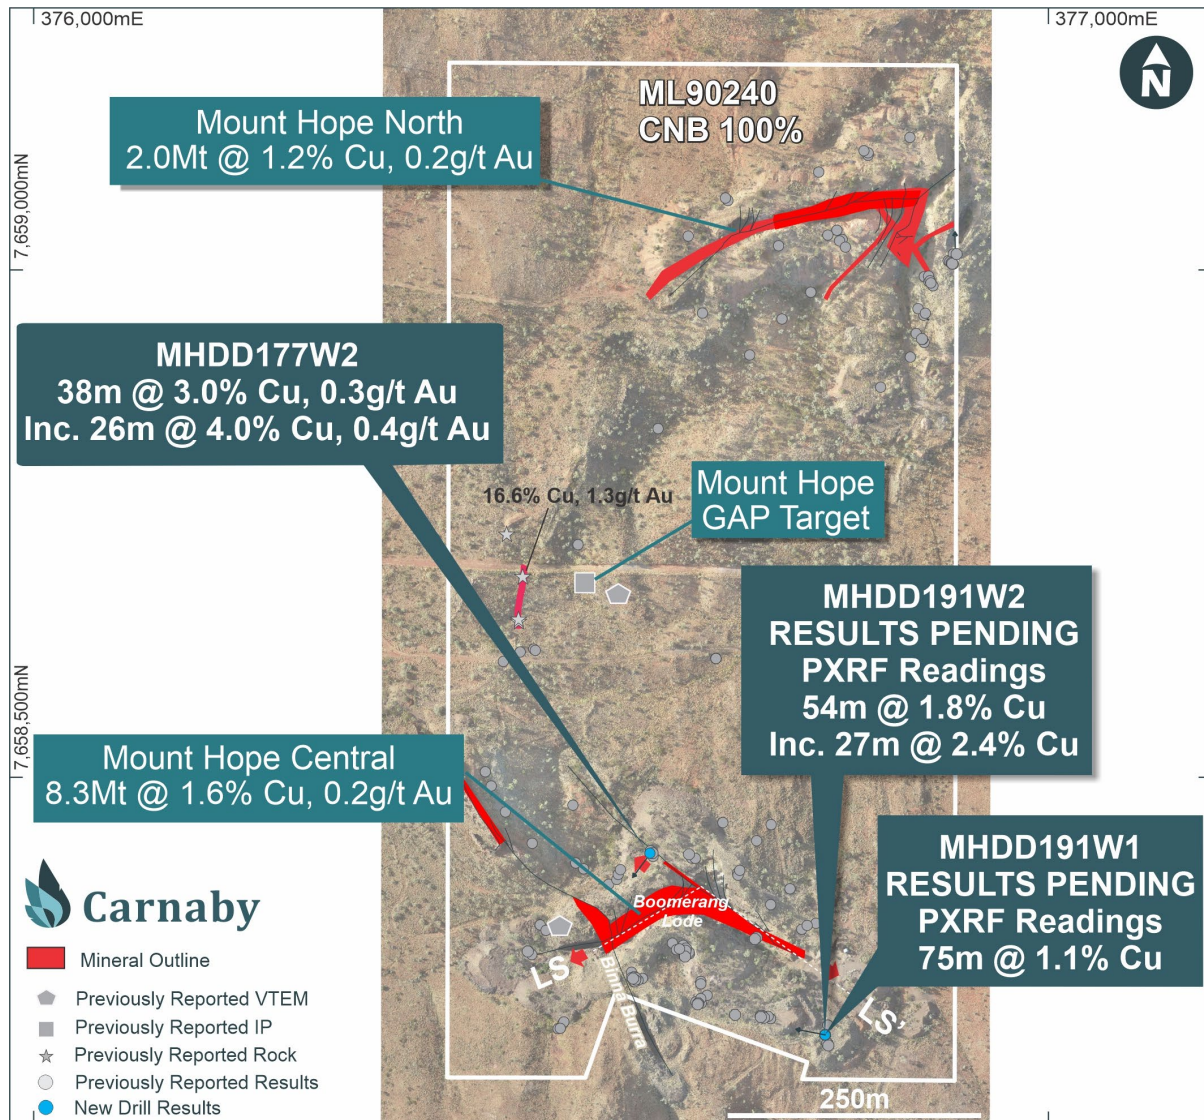 376,000mE
377,000mE
N
ML90240
CNB 100%
Mount Hope North
2.0Mt @ 1.2% Cu, 0.2g/t Au
7,659,000mN
MHDD177W2
38m @ 3.0% Cu, 0.3g/t Au
Inc. 26m @ 4.0% Cu, 0.4g/t Au
16.6% Cu, 1.3g/t Au
Mount Hope
GAP Target
MHDD191W2
RESULTS PENDING
PXRF Readings
54m @ 1.8% Cu
Inc. 27m @ 2.4% Cu
7,658,500mN
Mount Hope Central
8.3Mt @ 1.6% Cu, 0.2g/t Au
MHDD191W1
RESULTS PENDING
PXRF Readings
75m @ 1.1% Cu
Boomerang
Lode
LS
Binna Burra
LS'
Carnaby
Mineral Outline
Previously Reported VTEM
Previously Reported IP
Previously Reported Rock
Previously Reported Results
New Drill Results
250m